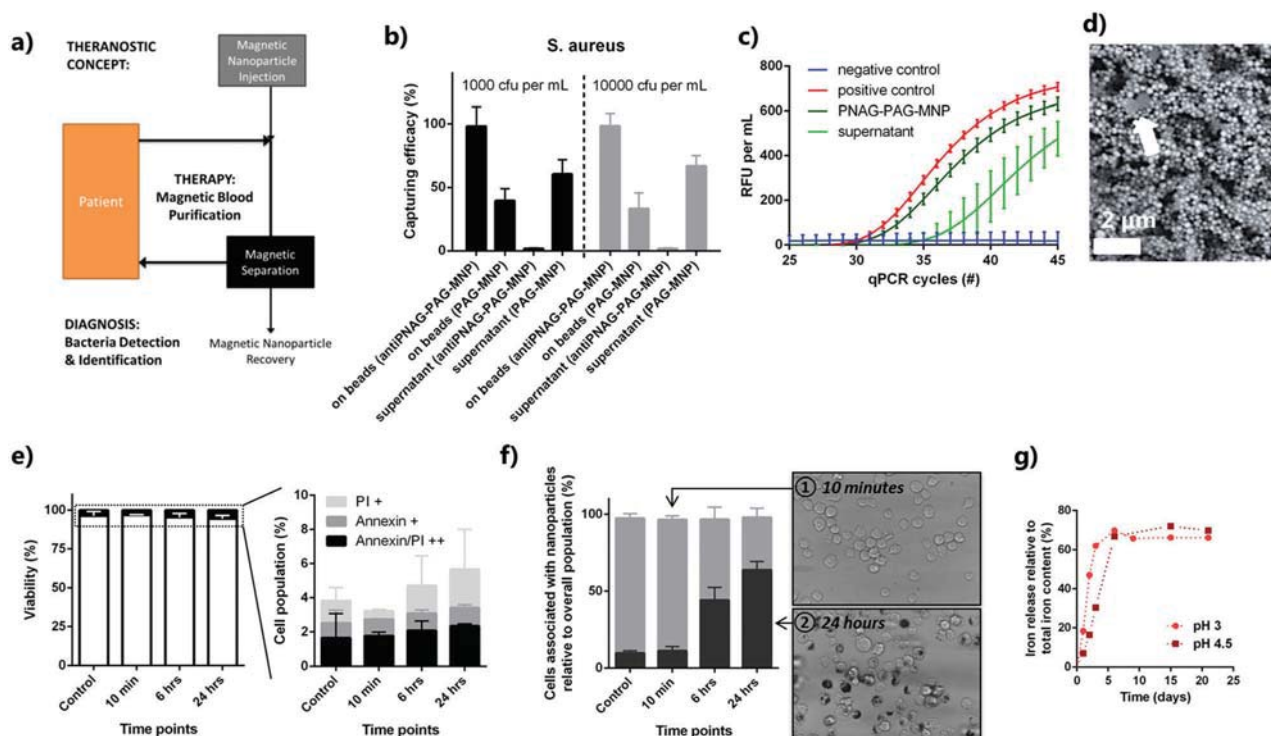 a)
THERANOSTIC
CONCEPT:
Magnetic
Nanoparticle
Injection
Patient
THERAPY:
Magnetic Blood
Purification
Magnetic
Separation
DIAGNOSIS:
Bacteria Detection
& Identification
Magnetic Nanoparticle
Recovery
b)
S. aureus
1000 cfu per mL
10000 cfu per mL
Capturing efficacy (%)
100
50
0
on beads (antiPNAG-PAG-MNP)
on beads (PAG-MNP)
supernatant (antiPNAG-PAG-MNP)
supernatant (PAG-MNP)
on beads (antiPNAG-PAG-MNP)
on beads (PAG-MNP)
supernatant (antiPNAG-PAG-MNP)
supernatant (PAG-MNP)
c)
negative control
positive control
PNAG-PAG-MNP
supernatant
RFU per mL
800
600
400
200
0
25
30
35
40
45
qPCR cycles (#)
d)
2 µm
e)
Viability (%)
100
75
50
25
0
Control
10 min
6 hrs
24 hrs
Time points
Cell population (%)
10
8
6
4
2
0
PI +
Annexin +
Annexin/PI ++
Control
10 min
6 hrs
24 hrs
Time points
f)
Cells associated with nanoparticles
relative to overall population (%)
100
50
0
Control
10 min
6 hrs
24 hrs
Time points
1 10 minutes
2 24 hours
g)
Iron release relative to
total iron content (%)
100
80
60
40
20
0
pH 3
pH 4.5
0
5
10
15
20
25
Time (days)